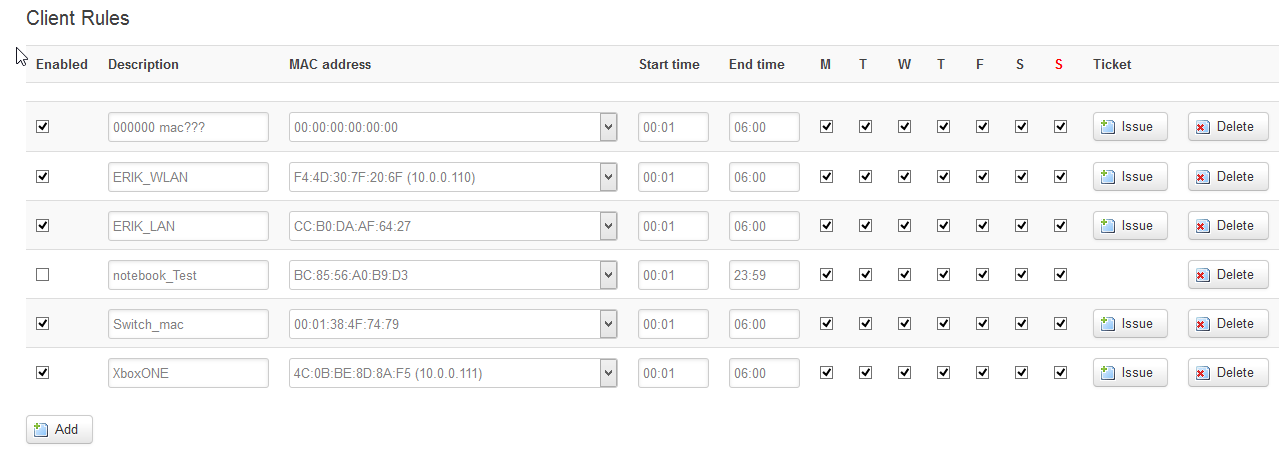 Client Rules
Enabled Description MAC address Start time End time M T W T F S S Ticket
000000 mac??? 00:00:00:00:00:00 00:01 06:00 Issue Delete
ERIK_WLAN F4:4D:30:7F:20:6F (10.0.0.110) 00:01 06:00 Issue Delete
ERIK_LAN CC:B0:DA:AF:64:27 00:01 06:00 Issue Delete
notebook_Test BC:85:56:A0:B9:D3 00:01 23:59 Delete
Switch_mac 00:01:38:4F:74:79 00:01 06:00 Issue Delete
XboxONE 4C:0B:BE:8D:8A:F5 (10.0.0.111) 00:01 06:00 Issue Delete
Add